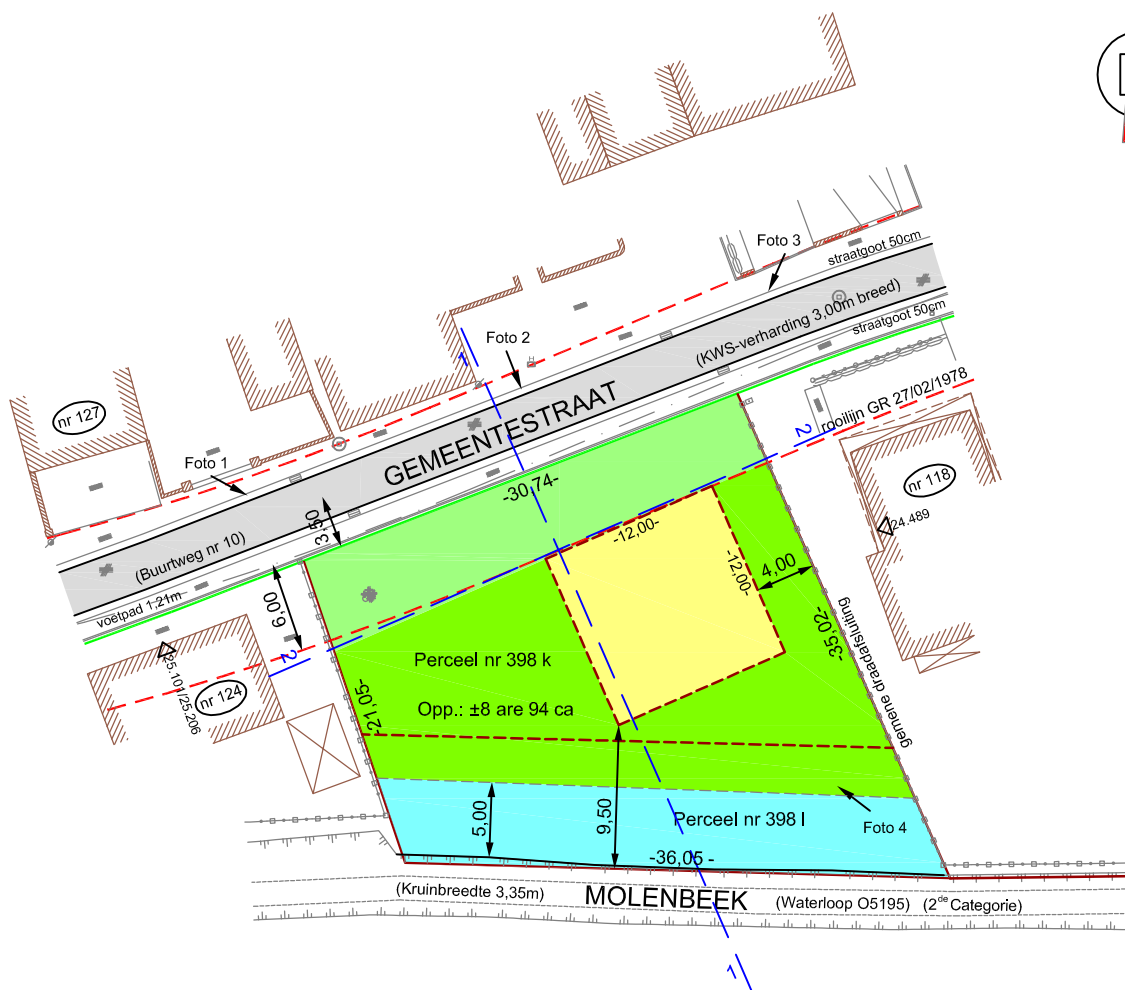 Foto 3
straatgoot 50cm
(KWS-verharding 3,00m breed)
straatgoot 50cm
Foto 2
1
GEMEENTESTRAAT
rooilijn GR 27/02/1978
nr 127
Foto 1
2
nr 118
24.489
-30,74-
3,50
-12,00-
(Buurtweg nr 10)
-12,00-
4,00
voetpad 1,21m
6,00
-35,02-
gemene draadafsluiting
2
Perceel nr 398 k
25.101/25.206
nr 124
-21,05-
Opp.: ±8 are 94 ca
5,00
9,50
Perceel nr 398 l
Foto 4
-36,05 -
(Kruinbreedte 3,35m)
MOLENBEEK
(Waterloop O5195)
(2de Categorie)
1